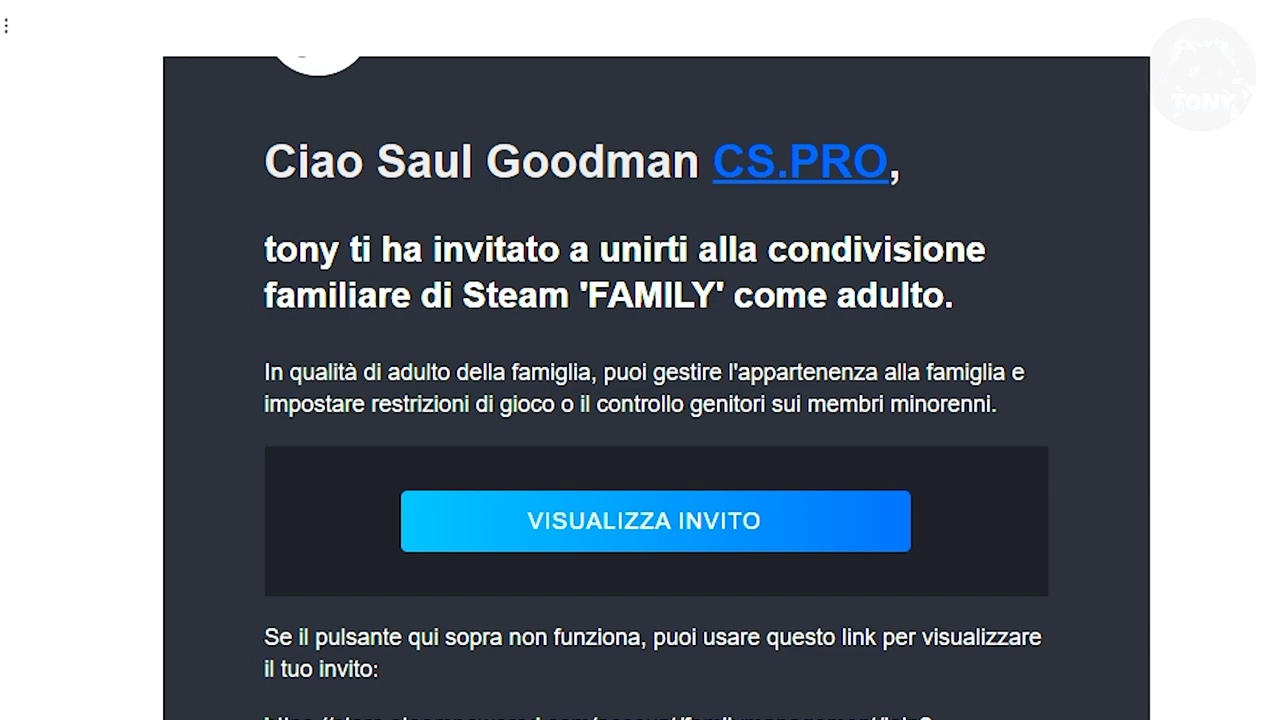 TONY
Ciao Saul Goodman CS.PRO,
tony ti ha invitato a unirti alla condivisione
familiare di Steam 'FAMILY' come adulto.
In qualità di adulto della famiglia, puoi gestire l'appartenenza alla famiglia e
impostare restrizioni di gioco o il controllo genitori sui membri minorenni.
VISUALIZZA INVITO
Se il pulsante qui sopra non funziona, puoi usare questo link per visualizzare
il tuo invito: